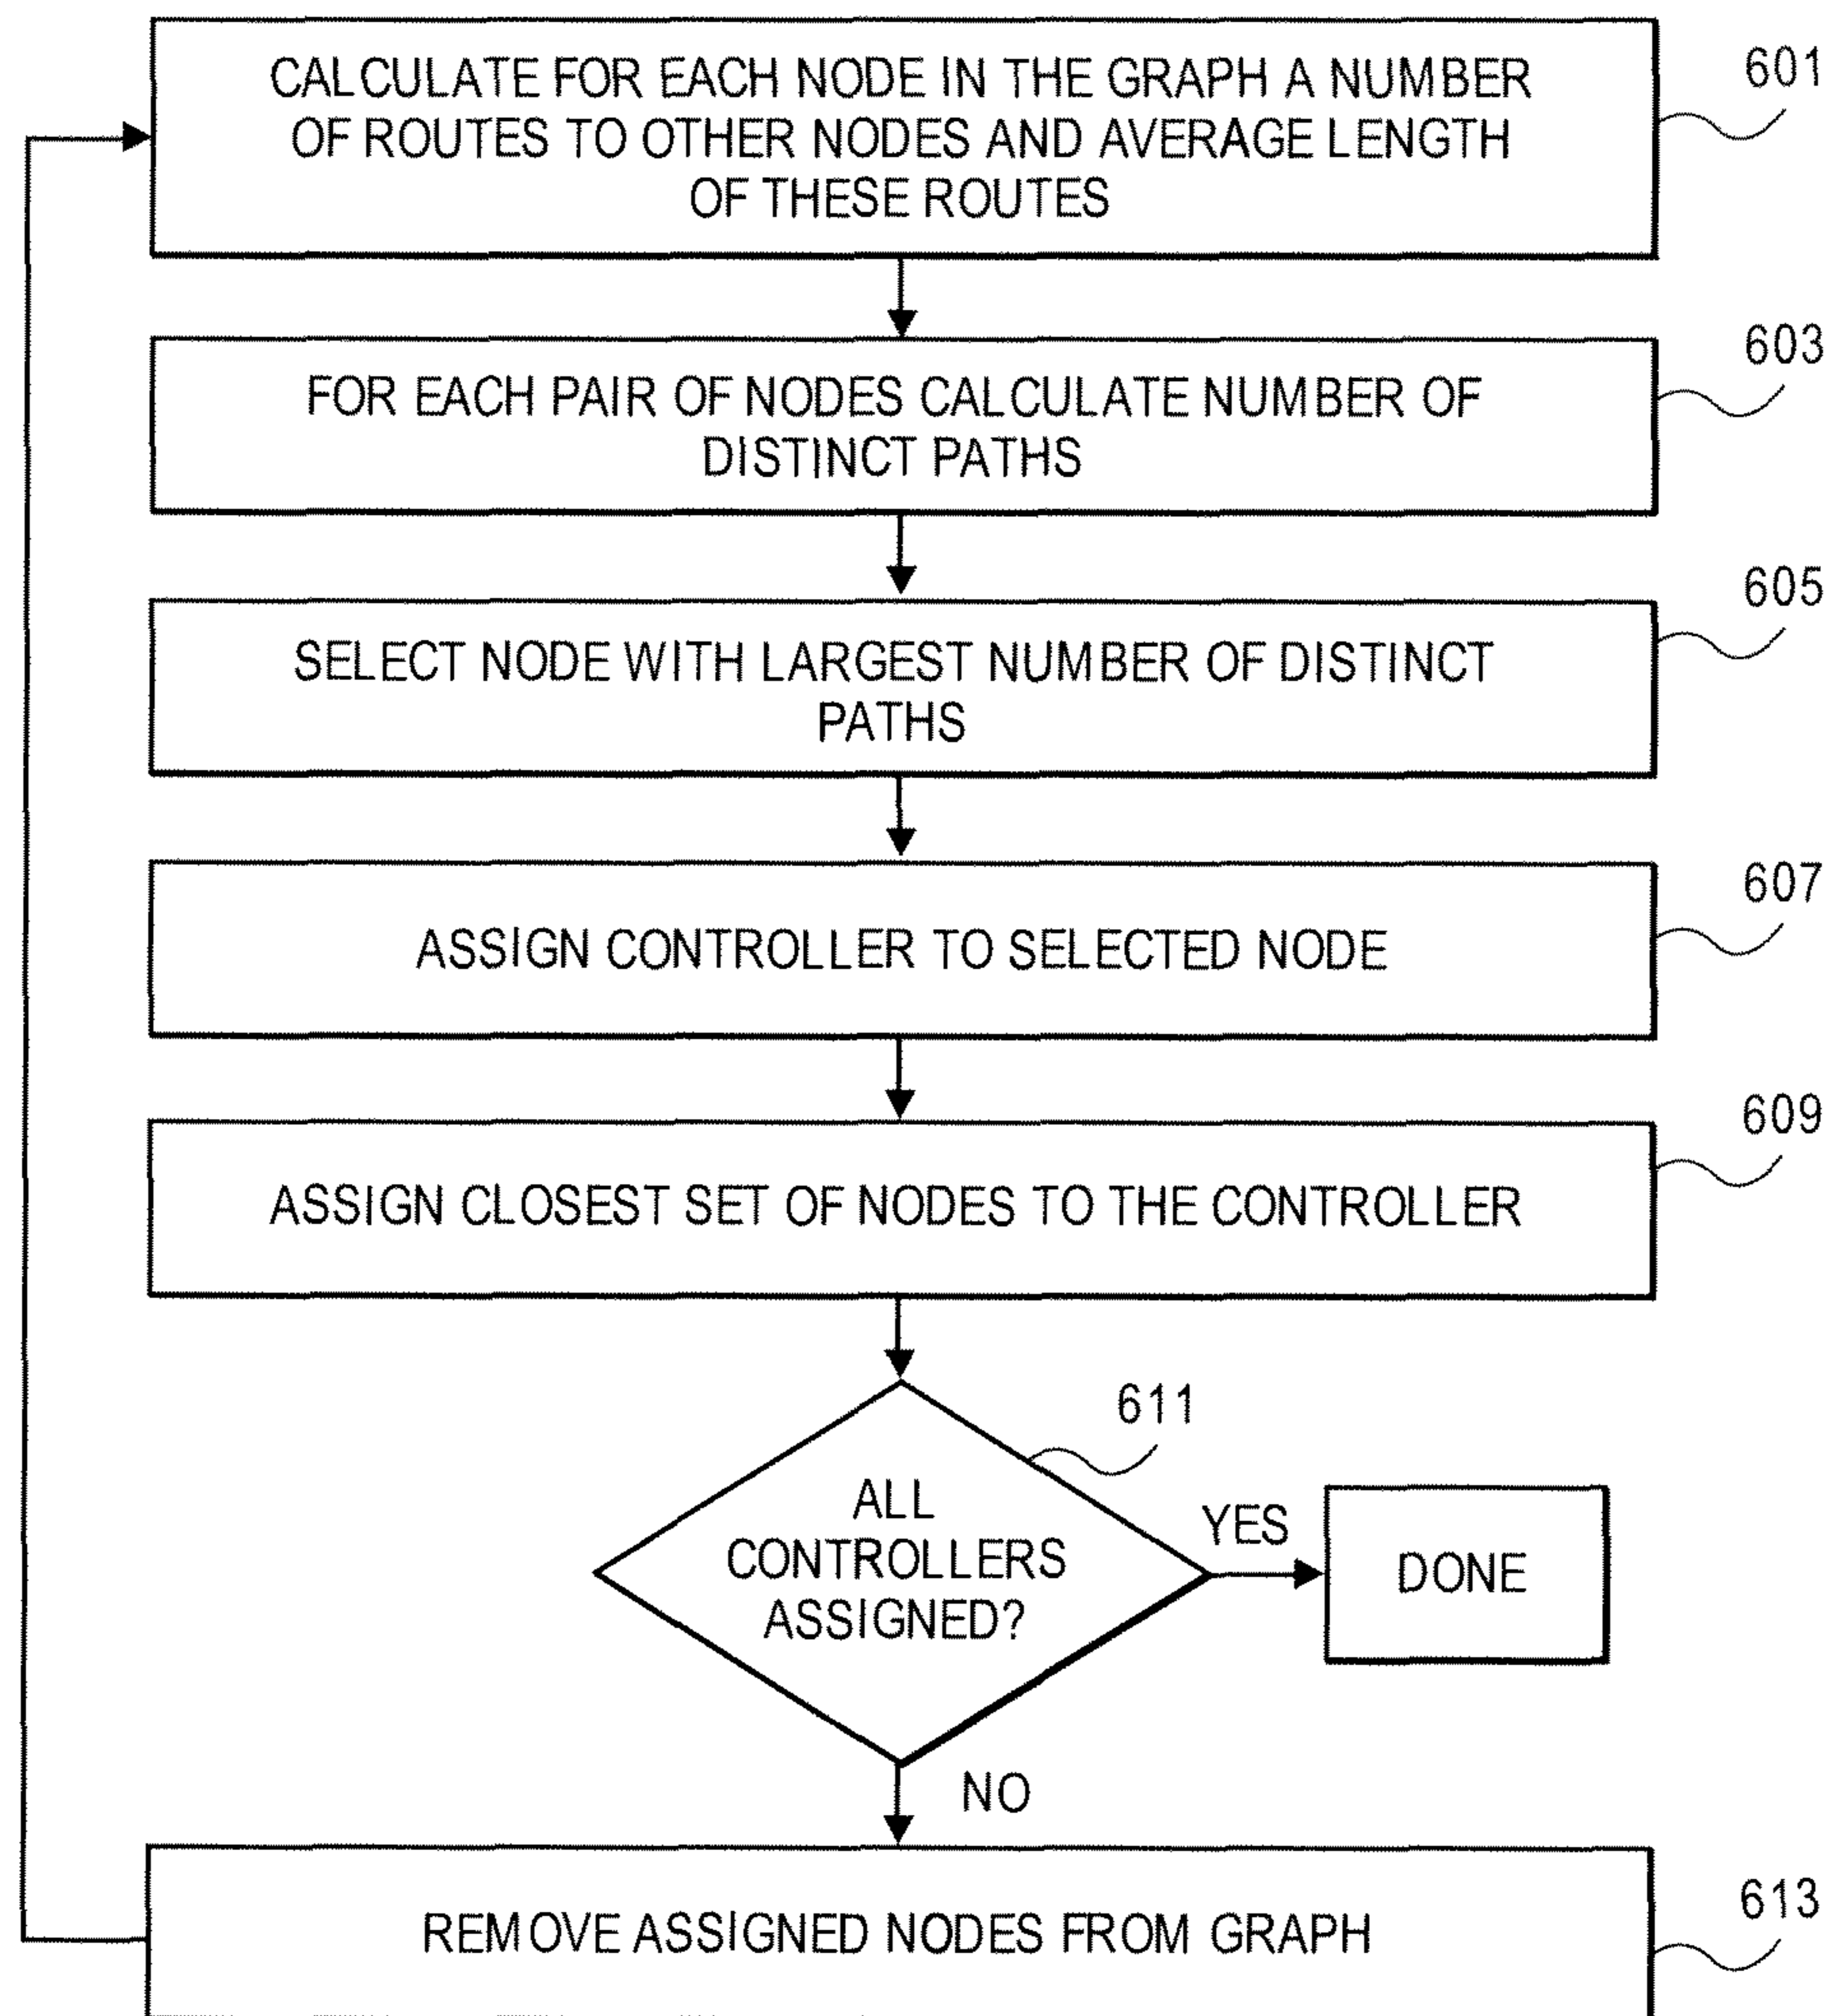 CALCULATE FOR EACH NODE IN THE GRAPH A NUMBER
OF ROUTES TO OTHER NODES AND AVERAGE LENGTH
OF THESE ROUTES
601
FOR EACH PAIR OF NODES CALCULATE NUMBER OF
DISTINCT PATHS
603
SELECT NODE WITH LARGEST NUMBER OF DISTINCT
PATHS
605
ASSIGN CONTROLLER TO SELECTED NODE
607
ASSIGN CLOSEST SET OF NODES TO THE CONTROLLER
609
ALL
CONTROLLERS
ASSIGNED?
611
YES
DONE
NO
REMOVE ASSIGNED NODES FROM GRAPH
613